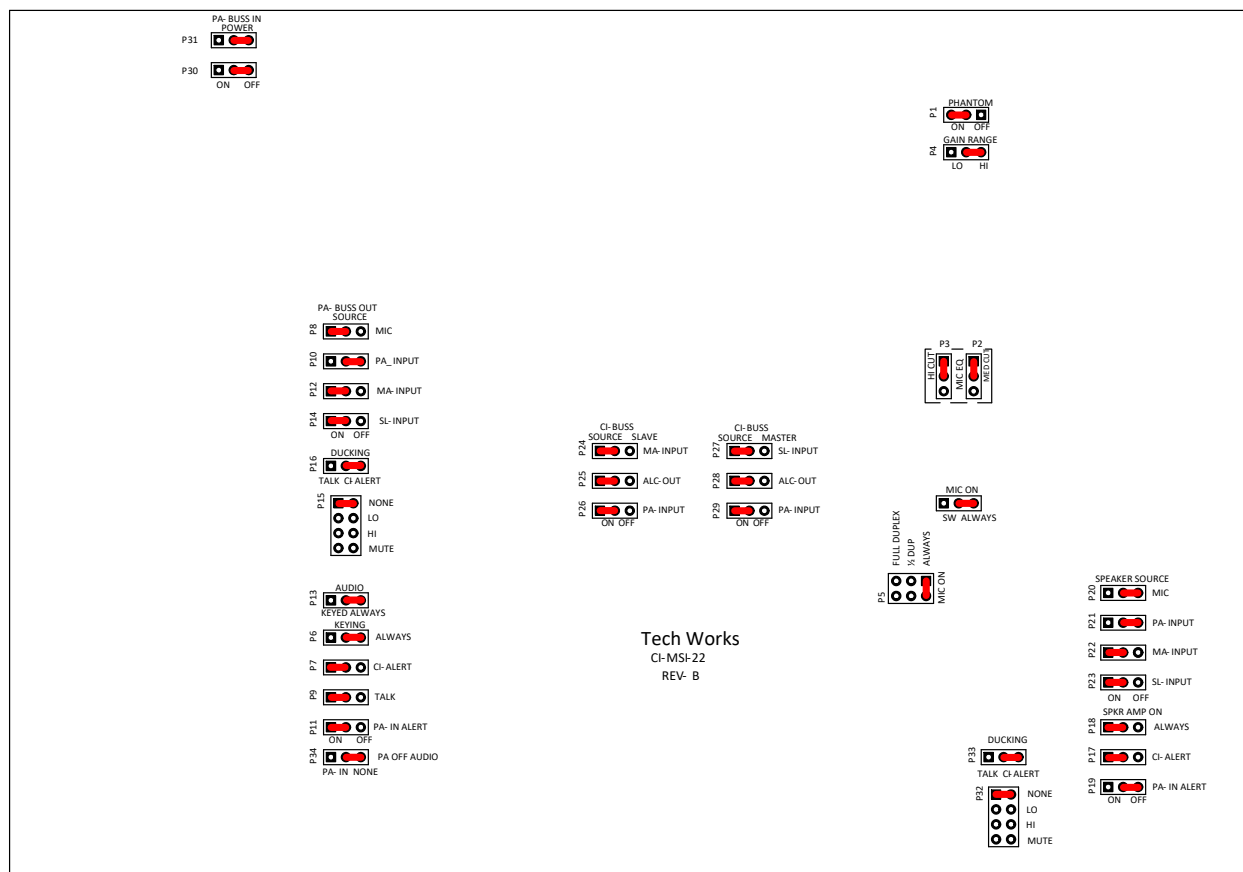 PA- BUSS IN
POWER
P31
P30
ON OFF
PHANTOM
P1
ON OFF
GAIN RANGE
P4
LO HI
PA- BUSS OUT
SOURCE
P8 MIC
P10 PA_ INPUT
P12 MA- INPUT
P14 SL- INPUT
ON OFF
DUCKING
P16
TALK CI-ALERT
P15 NONE
LO
HI
MUTE
P3 P2
HI CUT MIC EQ MED CUT
CI- BUSS
SOURCE SLAVE
P24 MA- INPUT
P25 ALC-OUT
P26 PA- INPUT
ON OFF
CI-BUSS
SOURCE MASTER
P27 SL- INPUT
P28 ALC-OUT
P29 PA- INPUT
ON OFF
MIC ON
SW ALWAYS
FULL DUPLEX
½ DUP
ALWAYS
P5 MIC ON
AUDIO
P13
KEYED ALWAYS
KEYING
P6 ALWAYS
P7 CI- ALERT
P9 TALK
P11 PA- IN ALERT
ON OFF
P34 PA OFF AUDIO
PA- IN NONE
Tech Works
CI-MSI-22
REV- B
SPEAKER SOURCE
P20 MIC
P21 PA- INPUT
P22 MA- INPUT
P23 SL- INPUT
ON OFF
SPKR AMP ON
P18 ALWAYS
P17 CI- ALERT
P19 PA- IN ALERT
ON OFF
DUCKING
P33
TALK CI-ALERT
P32 NONE
LO
HI
MUTE